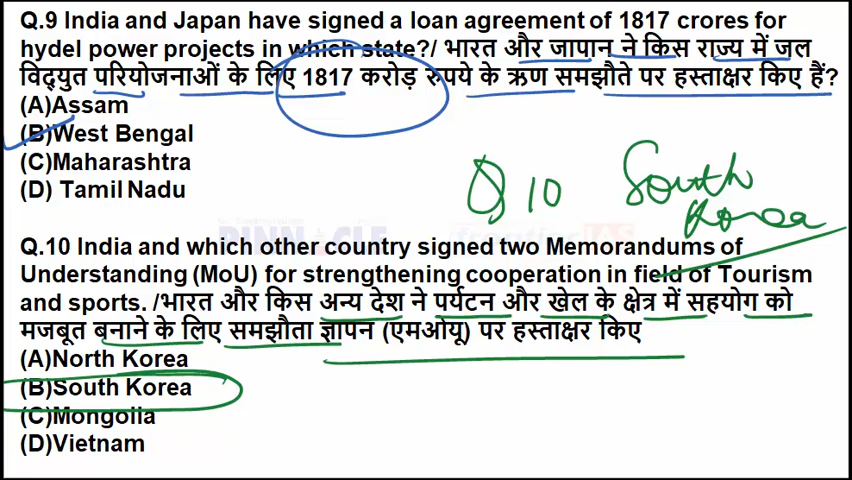 Q.9 India and Japan have signed a loan agreement of 1817 crores for
hydel power projects in which state?/ भारत और जापान ने किस राज्य में जल
विद्युत परियोजनाओं के लिए 1817 करोड़ रुपये के ऋण समझौते पर हस्ताक्षर किए हैं?
(A)Assam
(B)West Bengal
(C)Maharashtra
(D) Tamil Nadu
Q 10 South
Korea
PINNACLE
Q.10 India and which other country signed two Memorandums of
Understanding (MoU) for strengthening cooperation in field of Tourism
and sports. /भारत और किस अन्य देश ने पर्यटन और खेल के क्षेत्र में सहयोग को
मजबूत बनाने के लिए समझौता ज्ञापन (एमओयू) पर हस्ताक्षर किए
(A)North Korea
(B)South Korea
(C)Mongolia
(D)Vietnam